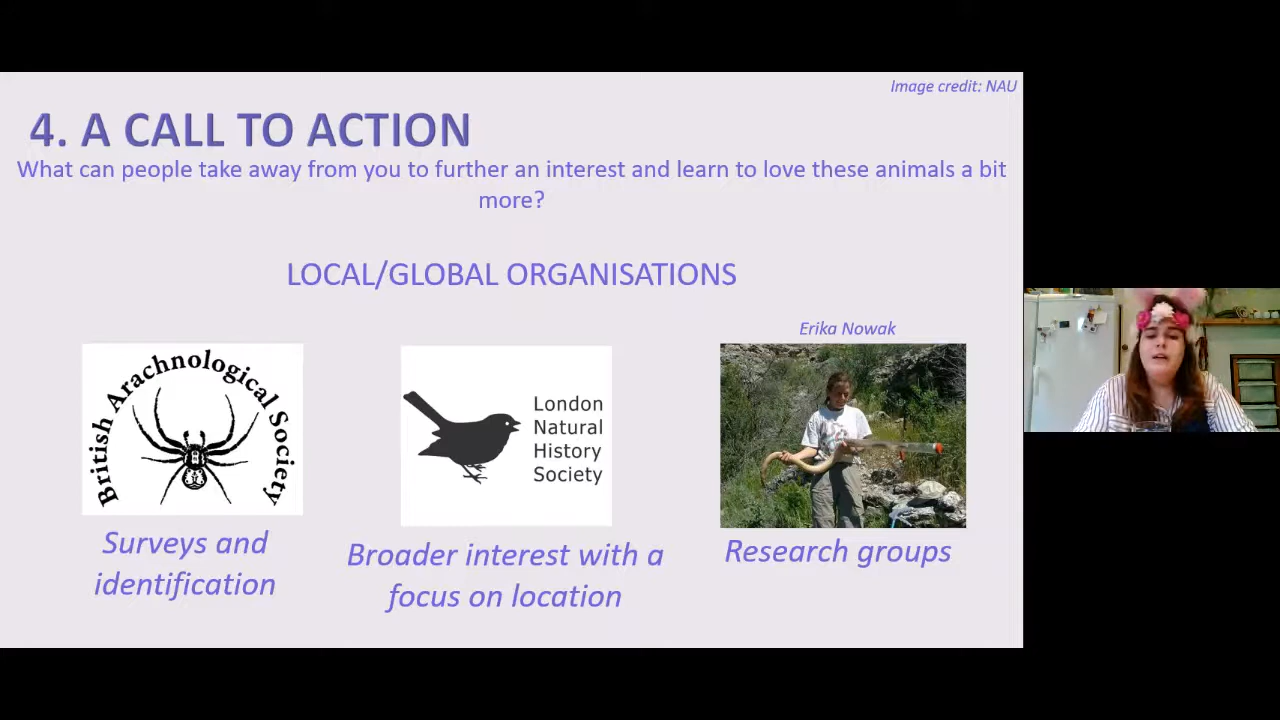 Image credit: NAU
4. A CALL TO ACTION
What can people take away from you to further an interest and learn to love these animals a bit
more?
LOCAL/GLOBAL ORGANISATIONS
British Arachnological Society
Surveys and
identification
London
Natural
History
Society
Broader interest with a
focus on location
Erika Nowak
Research groups